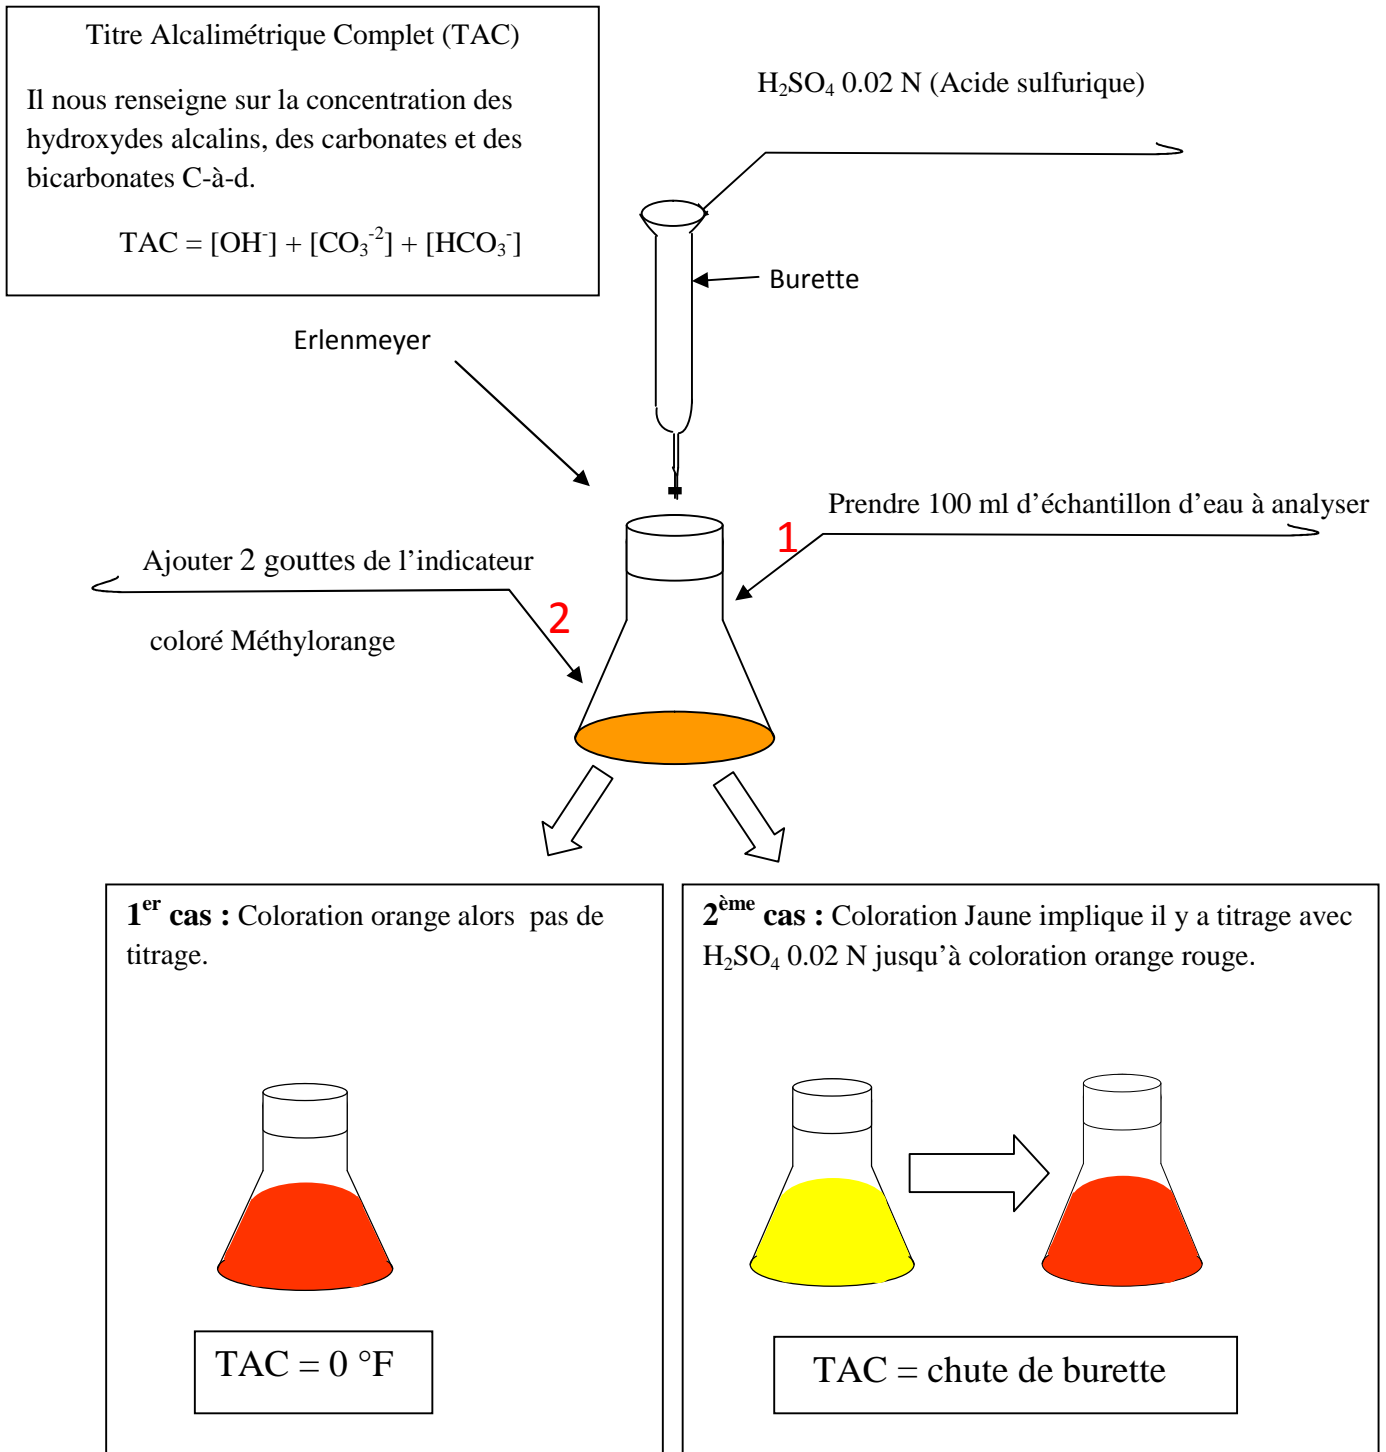 Titre Alcalimétrique Complet (TAC)
Il nous renseigne sur la concentration des
hydroxydes alcalins, des carbonates et des
bicarbonates C-à-d.
TAC = [OH⁻] + [CO₃⁻²] + [HCO₃⁻]
H₂SO₄ 0.02 N (Acide sulfurique)
Burette
Erlenmeyer
Prendre 100 ml d’échantillon d’eau à analyser
1
Ajouter 2 gouttes de l’indicateur
2
coloré Méthylorange
1er cas : Coloration orange alors pas de
titrage.
TAC = 0 °F
2ème cas : Coloration Jaune implique il y a titrage avec
H₂SO₄ 0.02 N jusqu’à coloration orange rouge.
TAC = chute de burette